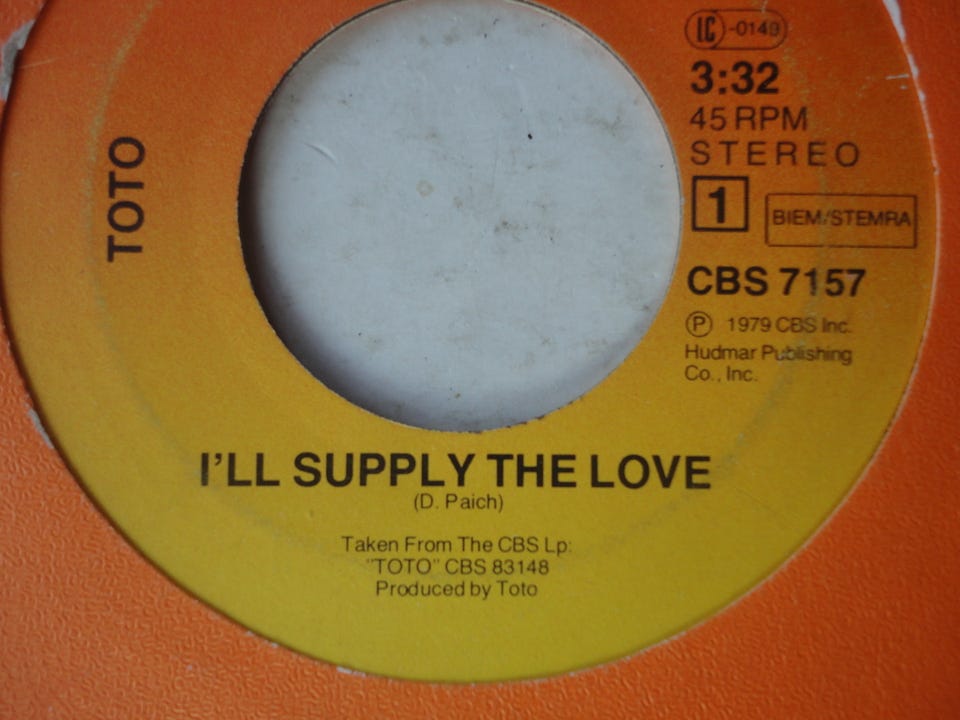 TOTO
LC -0149
3:32
45 RPM
STEREO
1
BIEM/STEMRA
CBS 7157
Ⓟ 1979 CBS Inc.
Hudmar Publishing
Co., Inc.
I'LL SUPPLY THE LOVE
(D. Paich)
Taken From The CBS Lp:
"TOTO" CBS 83148
Produced by Toto